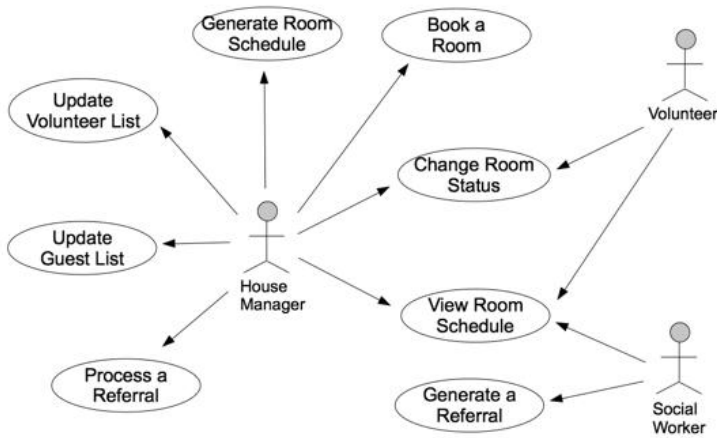 Generate Room
Schedule
Book a
Room
Update
Volunteer List
Volunteer
Change Room
Status
Update
Guest List
House
Manager
View Room
Schedule
Process a
Referral
Generate a
Referral
Social
Worker